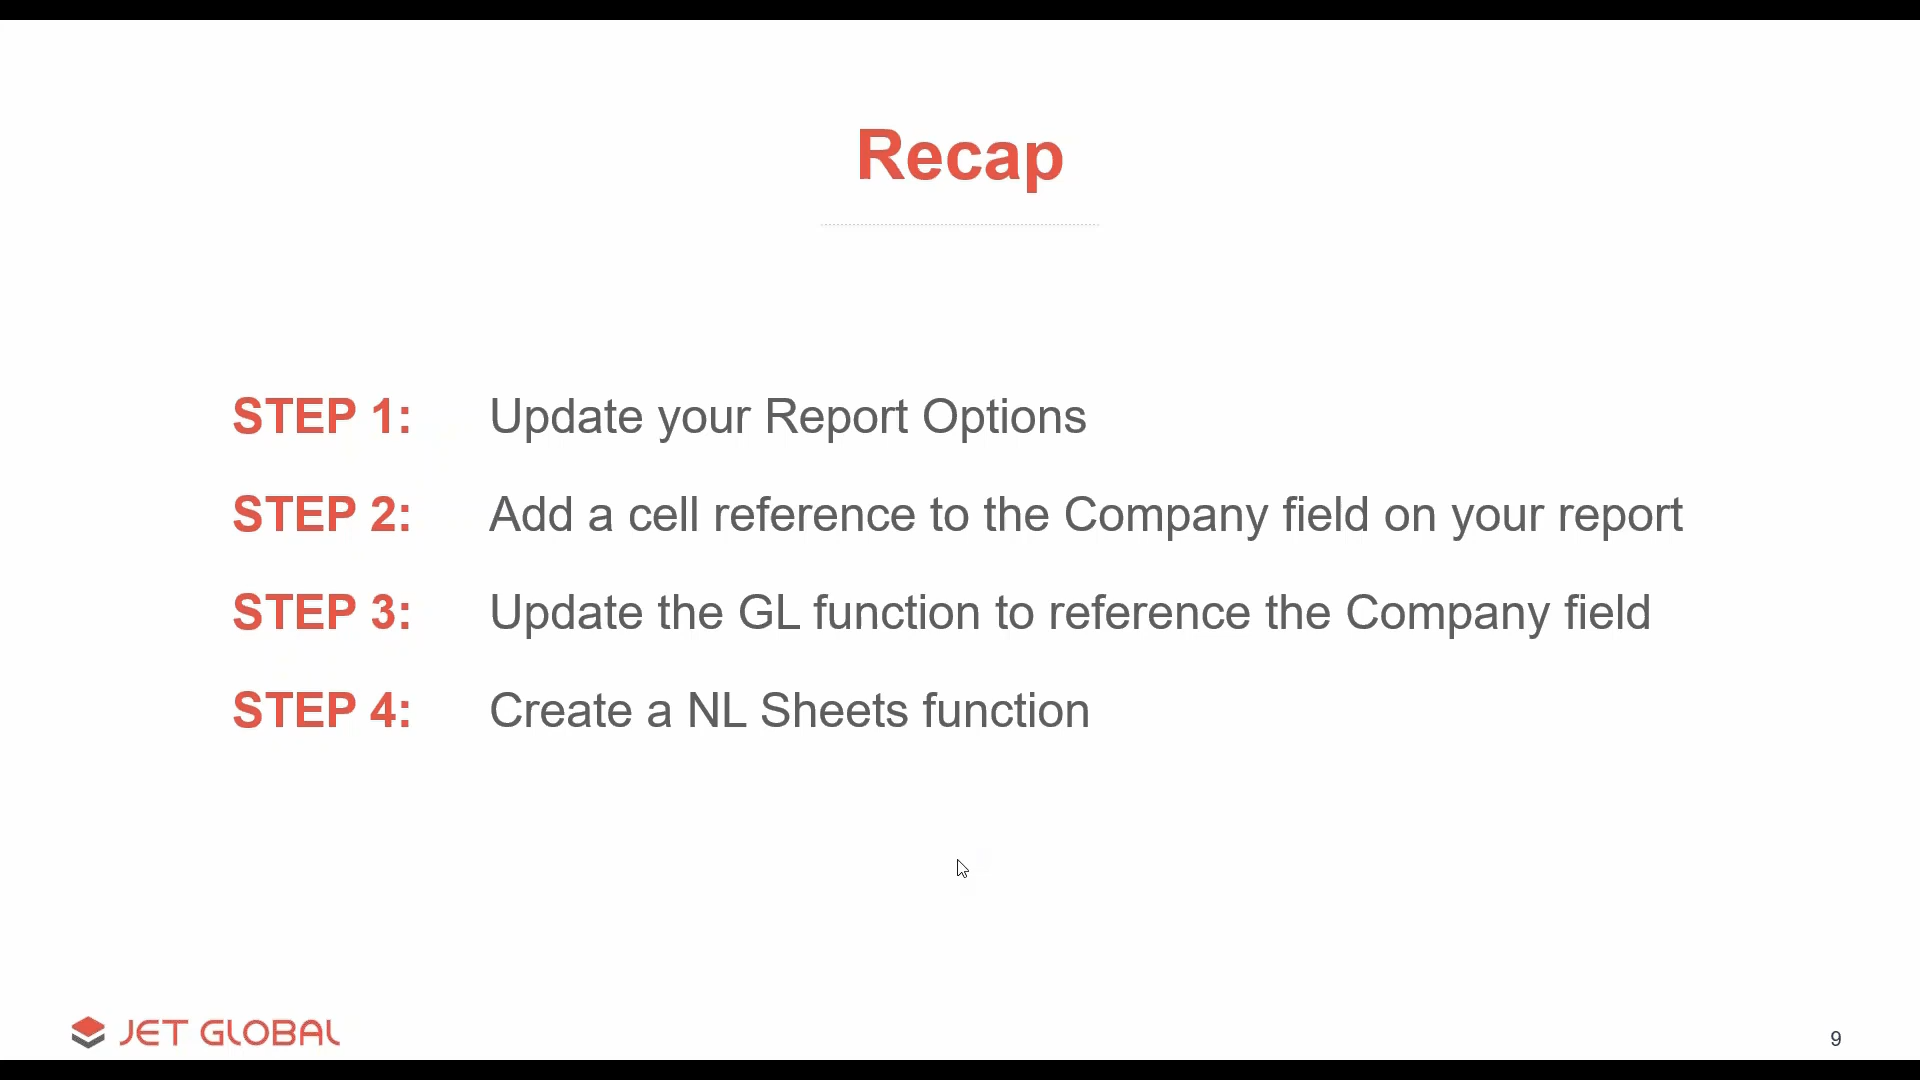 Recap
STEP 1: Update your Report Options
STEP 2: Add a cell reference to the Company field on your report
STEP 3: Update the GL function to reference the Company field
STEP 4: Create a NL Sheets function
JET GLOBAL
9